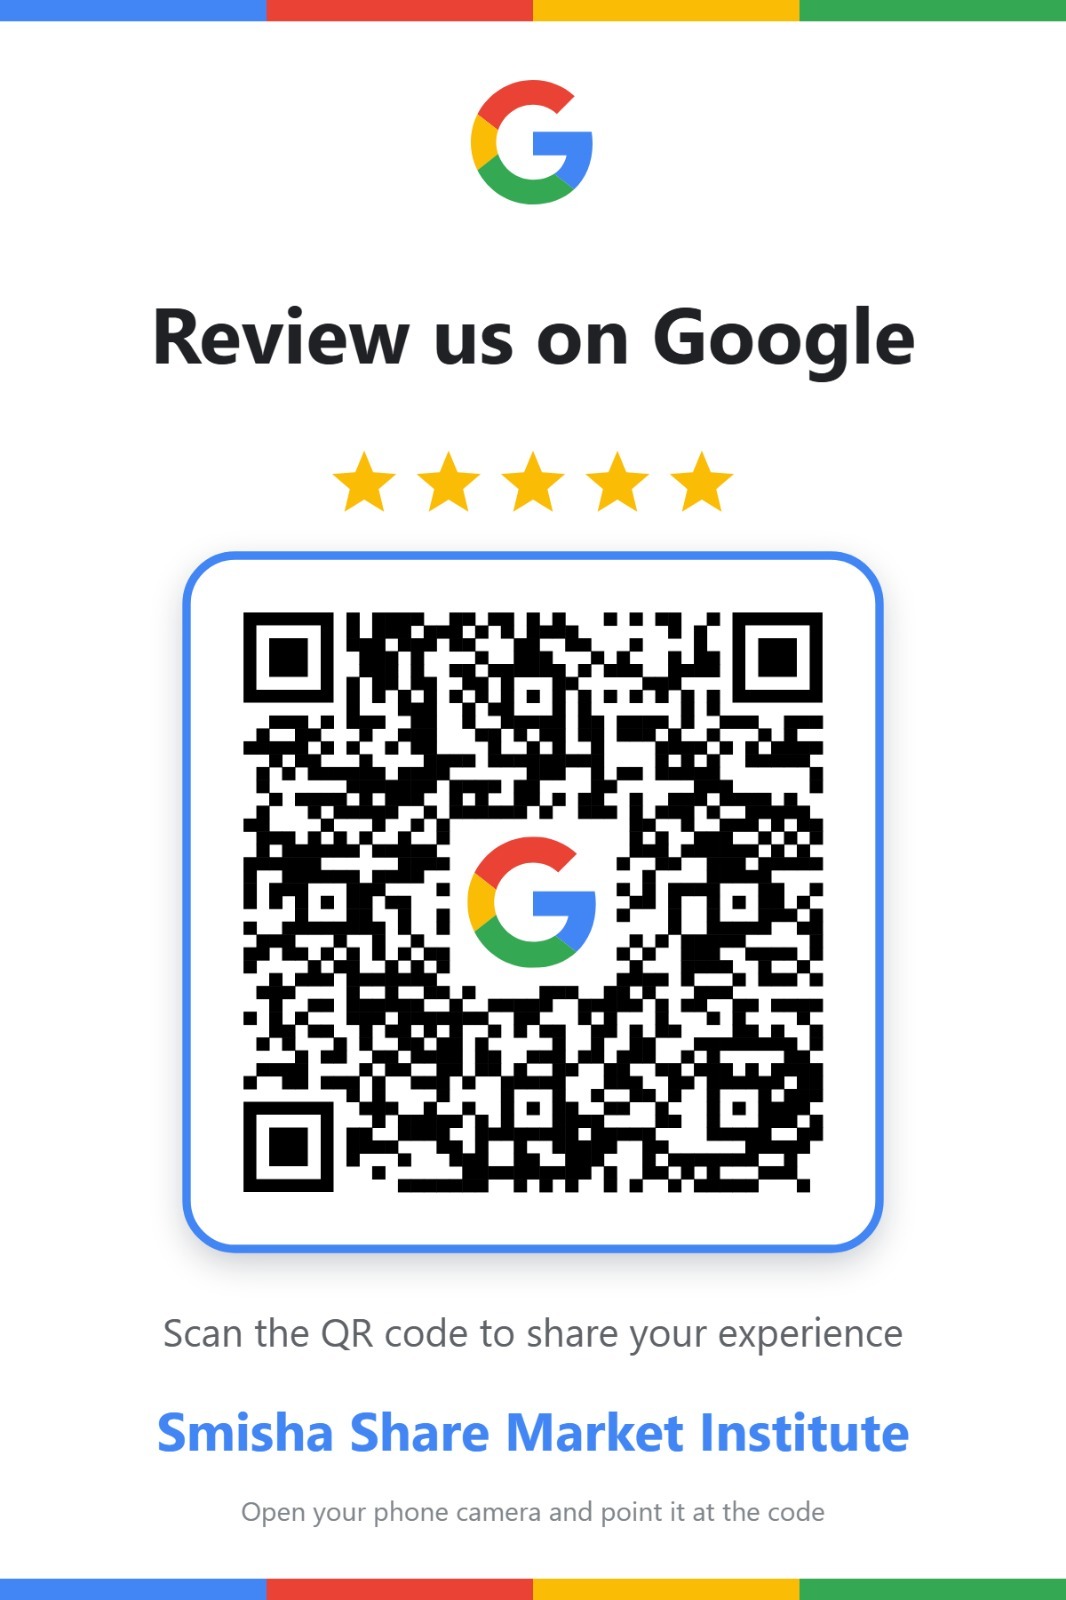 Review us on Google
Scan the QR code to share your experience
Smisha Share Market Institute
Open your phone camera and point it at the code